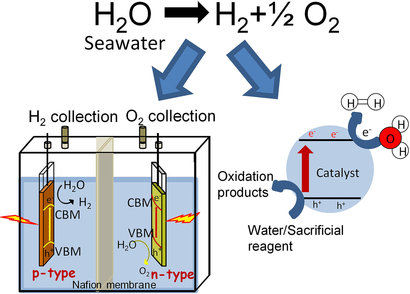 H₂O → H₂+½ O₂
Seawater
H₂ collection
O₂ collection
H₂O
H₂
e⁻
CBM
VBM
h⁺
p-type
Nafion membrane
e⁻
CBM
VBM
h⁺
H₂O
O₂
n-type
H H
e⁻ e⁻
e⁻
H
O
H
Catalyst
Oxidation
products
h⁺ h⁺
Water/Sacrificial
reagent